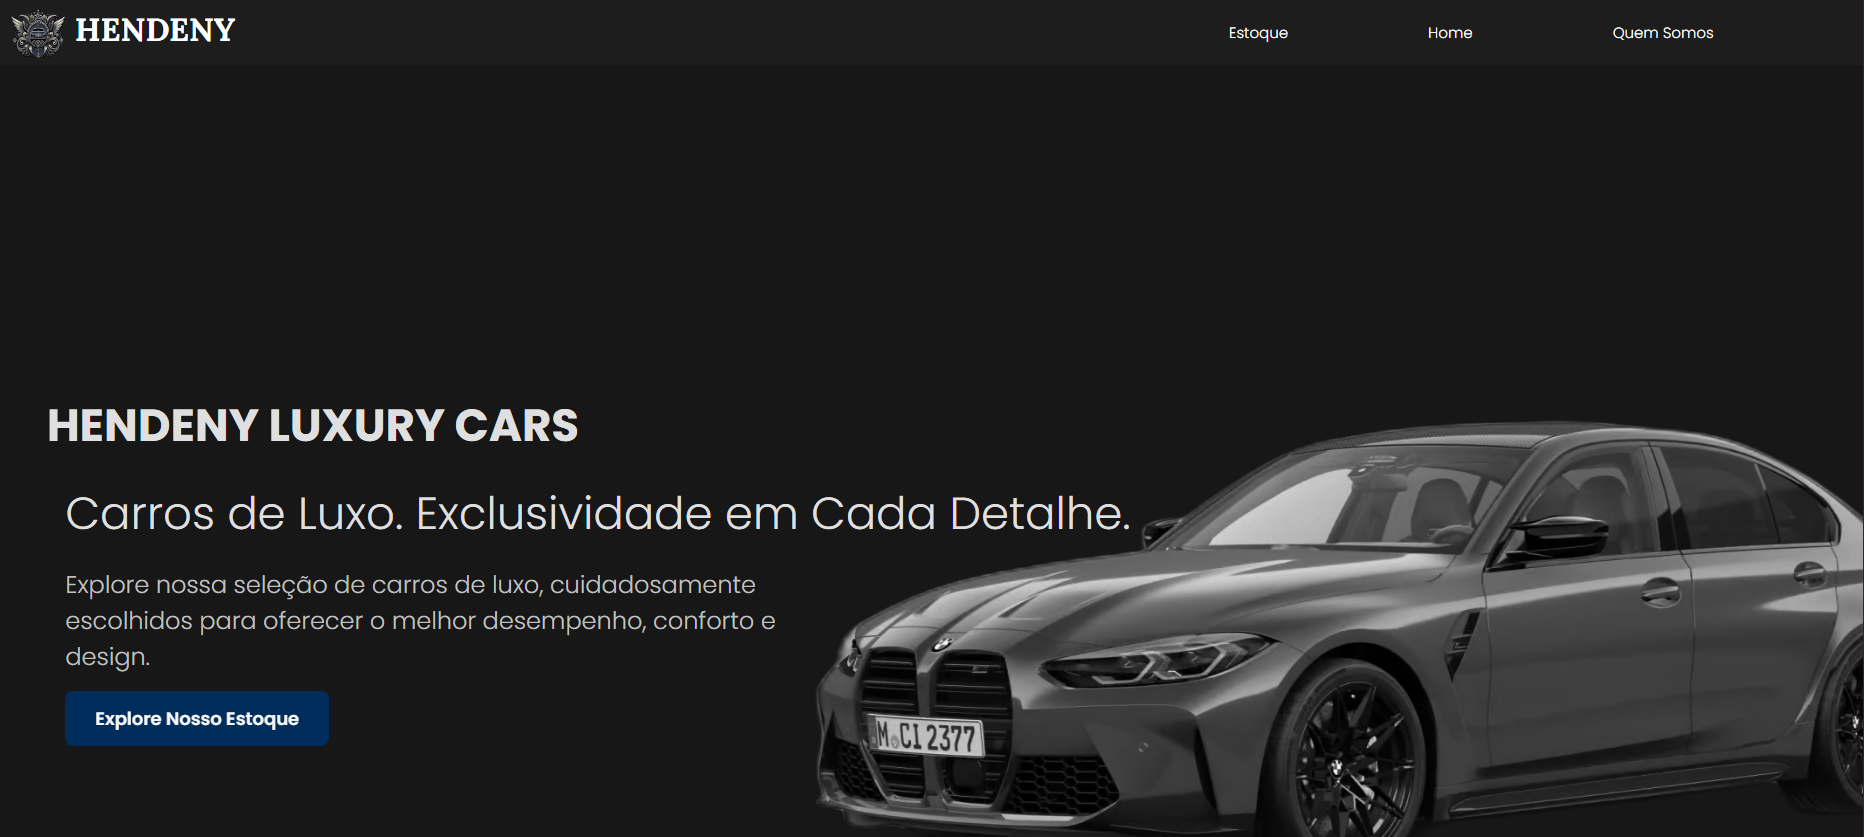 HENDENY
Estoque
Home
Quem Somos
HENDENY LUXURY CARS
Carros de Luxo. Exclusividade em Cada Detalhe.
Explore nossa seleção de carros de luxo, cuidadosamente
escolhidos para oferecer o melhor desempenho, conforto e
design.
Explore Nosso Estoque
M CI 2377